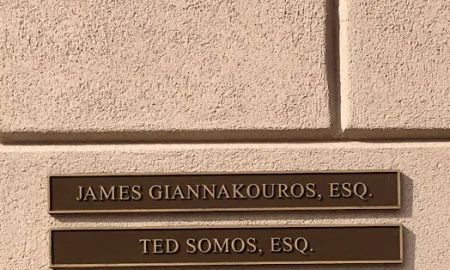 JAMES GIANNAKOUROS, ESQ.
TED SOMOS, ESQ.